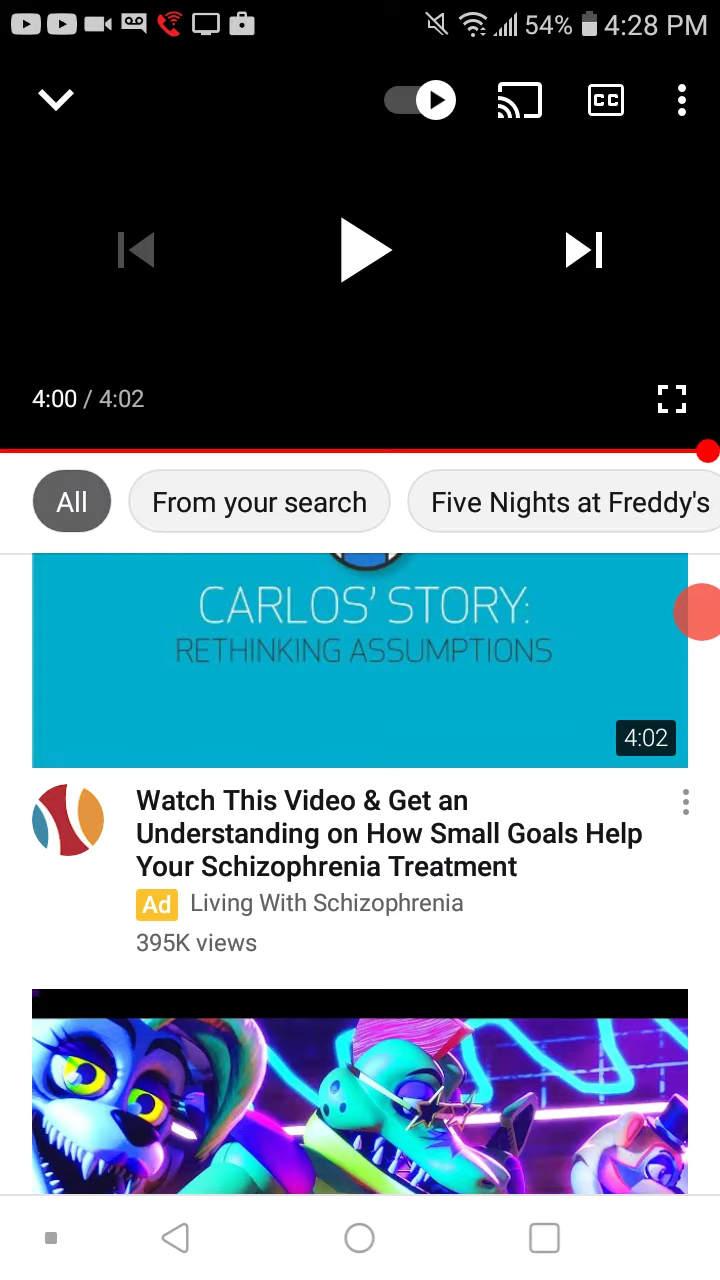 54% 4:28 PM
CC
4:00 / 4:02
All From your search Five Nights at Freddy's
CARLOS' STORY:
RETHINKING ASSUMPTIONS
4:02
Watch This Video & Get an
Understanding on How Small Goals Help
Your Schizophrenia Treatment
Ad Living With Schizophrenia
395K views